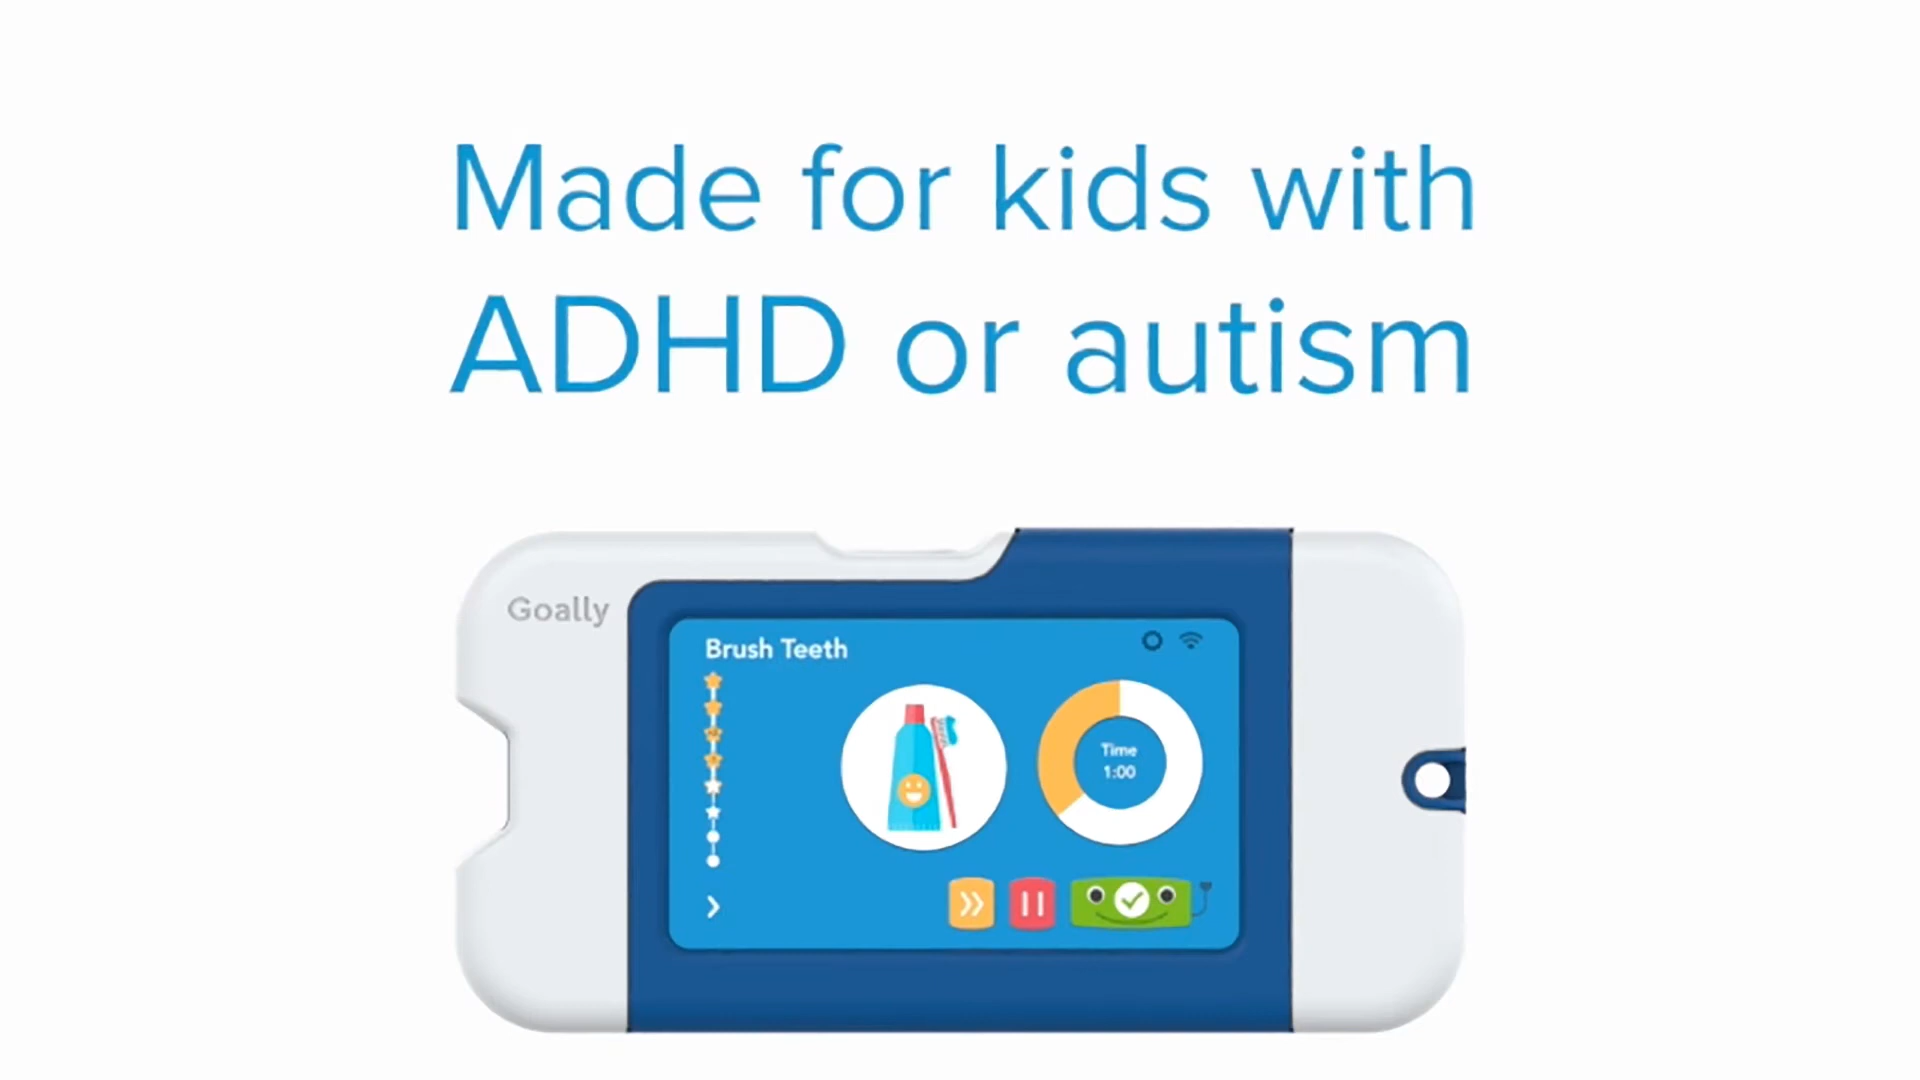 Made for kids with
ADHD or autism
Goally
Brush Teeth
Time
1:00